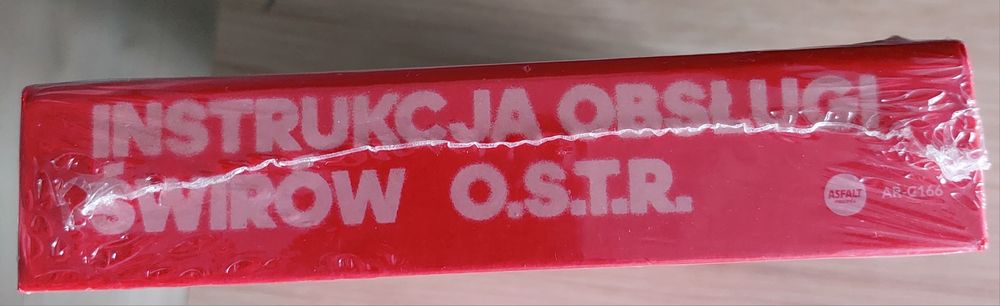 INSTRUKCJA OBSŁUGI
ŚWIRÓW O.S.T.R.
ASFALT
AR-G166